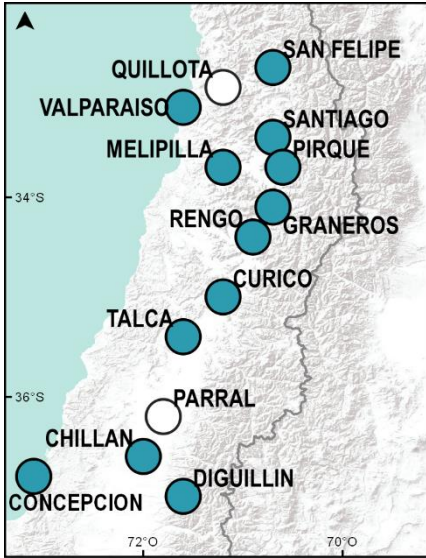 SAN FELIPE
QUILLOTA
VALPARAISO
SANTIAGO
MELIPILLA
PIRQUE
34°S
RENGO
GRANEROS
CURICO
TALCA
36°S
PARRAL
CHILLAN
DIGUILLIN
CONCEPCION
72°O
70°O